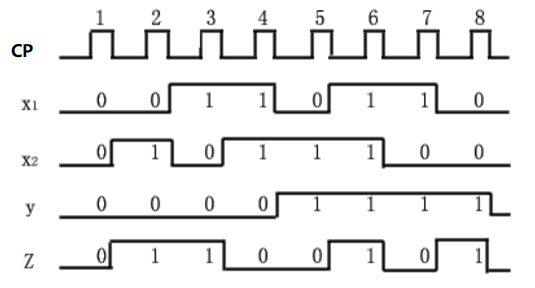 1 2 3 4 5 6 7 8
CP
x1 0 0 1 1 0 1 1 0
x2 0 1 0 1 1 1 0 0
y 0 0 0 0 1 1 1 1
Z 0 1 1 0 0 1 0 1